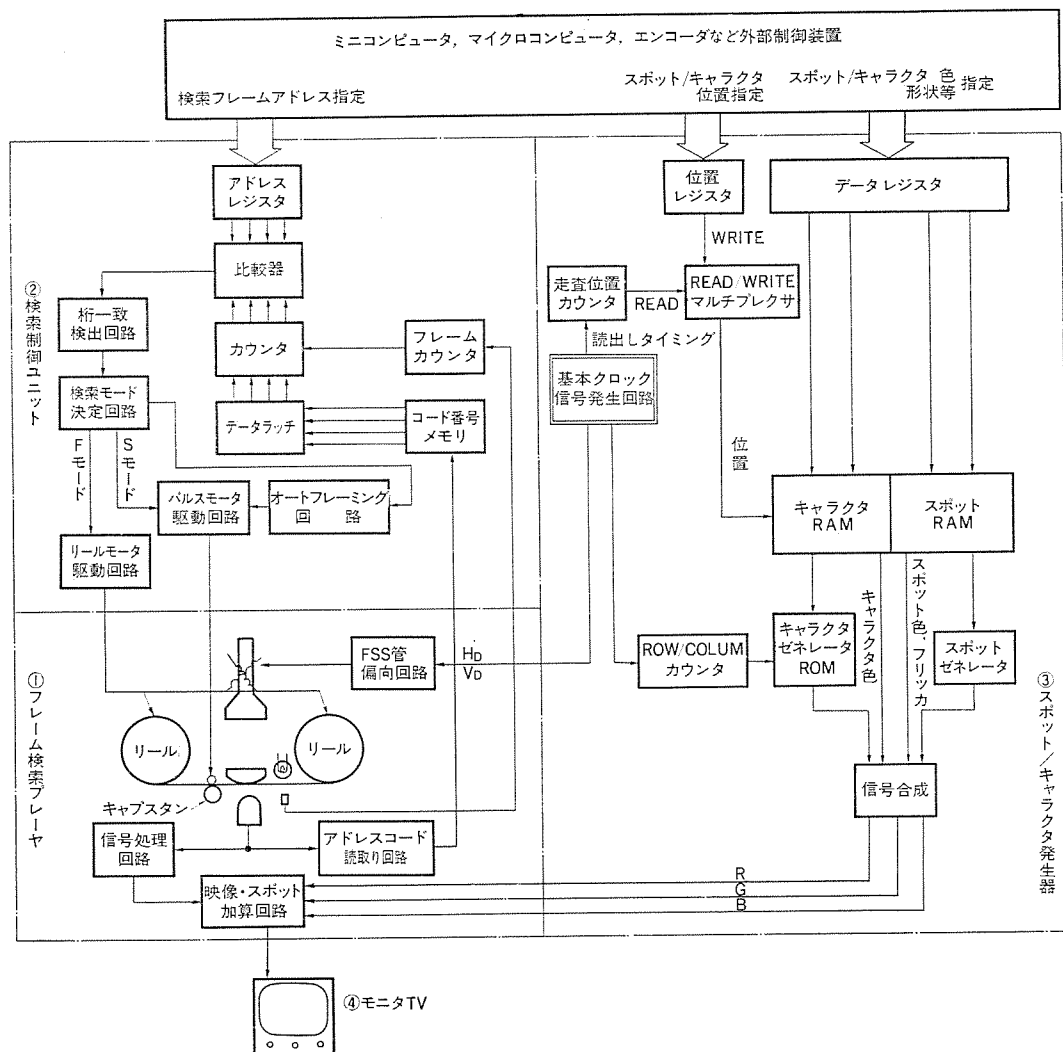 ミニコンピュータ，マイクロコンピュータ，エンコーダなど外部制御装置
検索フレームアドレス指定
スポット/キャラクタ
位置指定
スポット/キャラクタ 色
形状等 指定
②検索制御ユニット
アドレス
レジスタ
比較器
桁一致
検出回路
カウンタ
フレーム
カウンタ
検索モード
決定回路
データラッチ
コード番号
メモリ
Fモード
Sモード
パルスモータ
駆動回路
オートフレーミング
回路
リールモータ
駆動回路
位置
レジスタ
データレジスタ
WRITE
走査位置
カウンタ
READ
READ/WRITE
マルチプレクサ
読出しタイミング
基本クロック
信号発生回路
位置
キャラクタ
RAM
スポット
RAM
キャラクタ色
スポット色，フリッカ
ROW/COLUM
カウンタ
キャラクタ
ゼネレータ
ROM
スポット
ゼネレータ
信号合成
③スポット/キャラクタ発生器
①フレーム検索プレーヤ
FSS管
偏向回路
HD
VD
リール
リール
キャプスタン
信号処理
回路
アドレスコード
読取り回路
映像・スポット
加算回路
R
G
B
④モニタTV